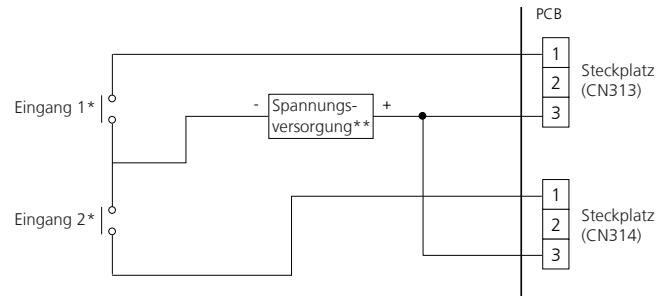 PCB
1
2
3
Steckplatz
(CN313)
Eingang 1*
-
Spannungs-
versorgung**
+
Eingang 2*
1
2
3
Steckplatz
(CN314)